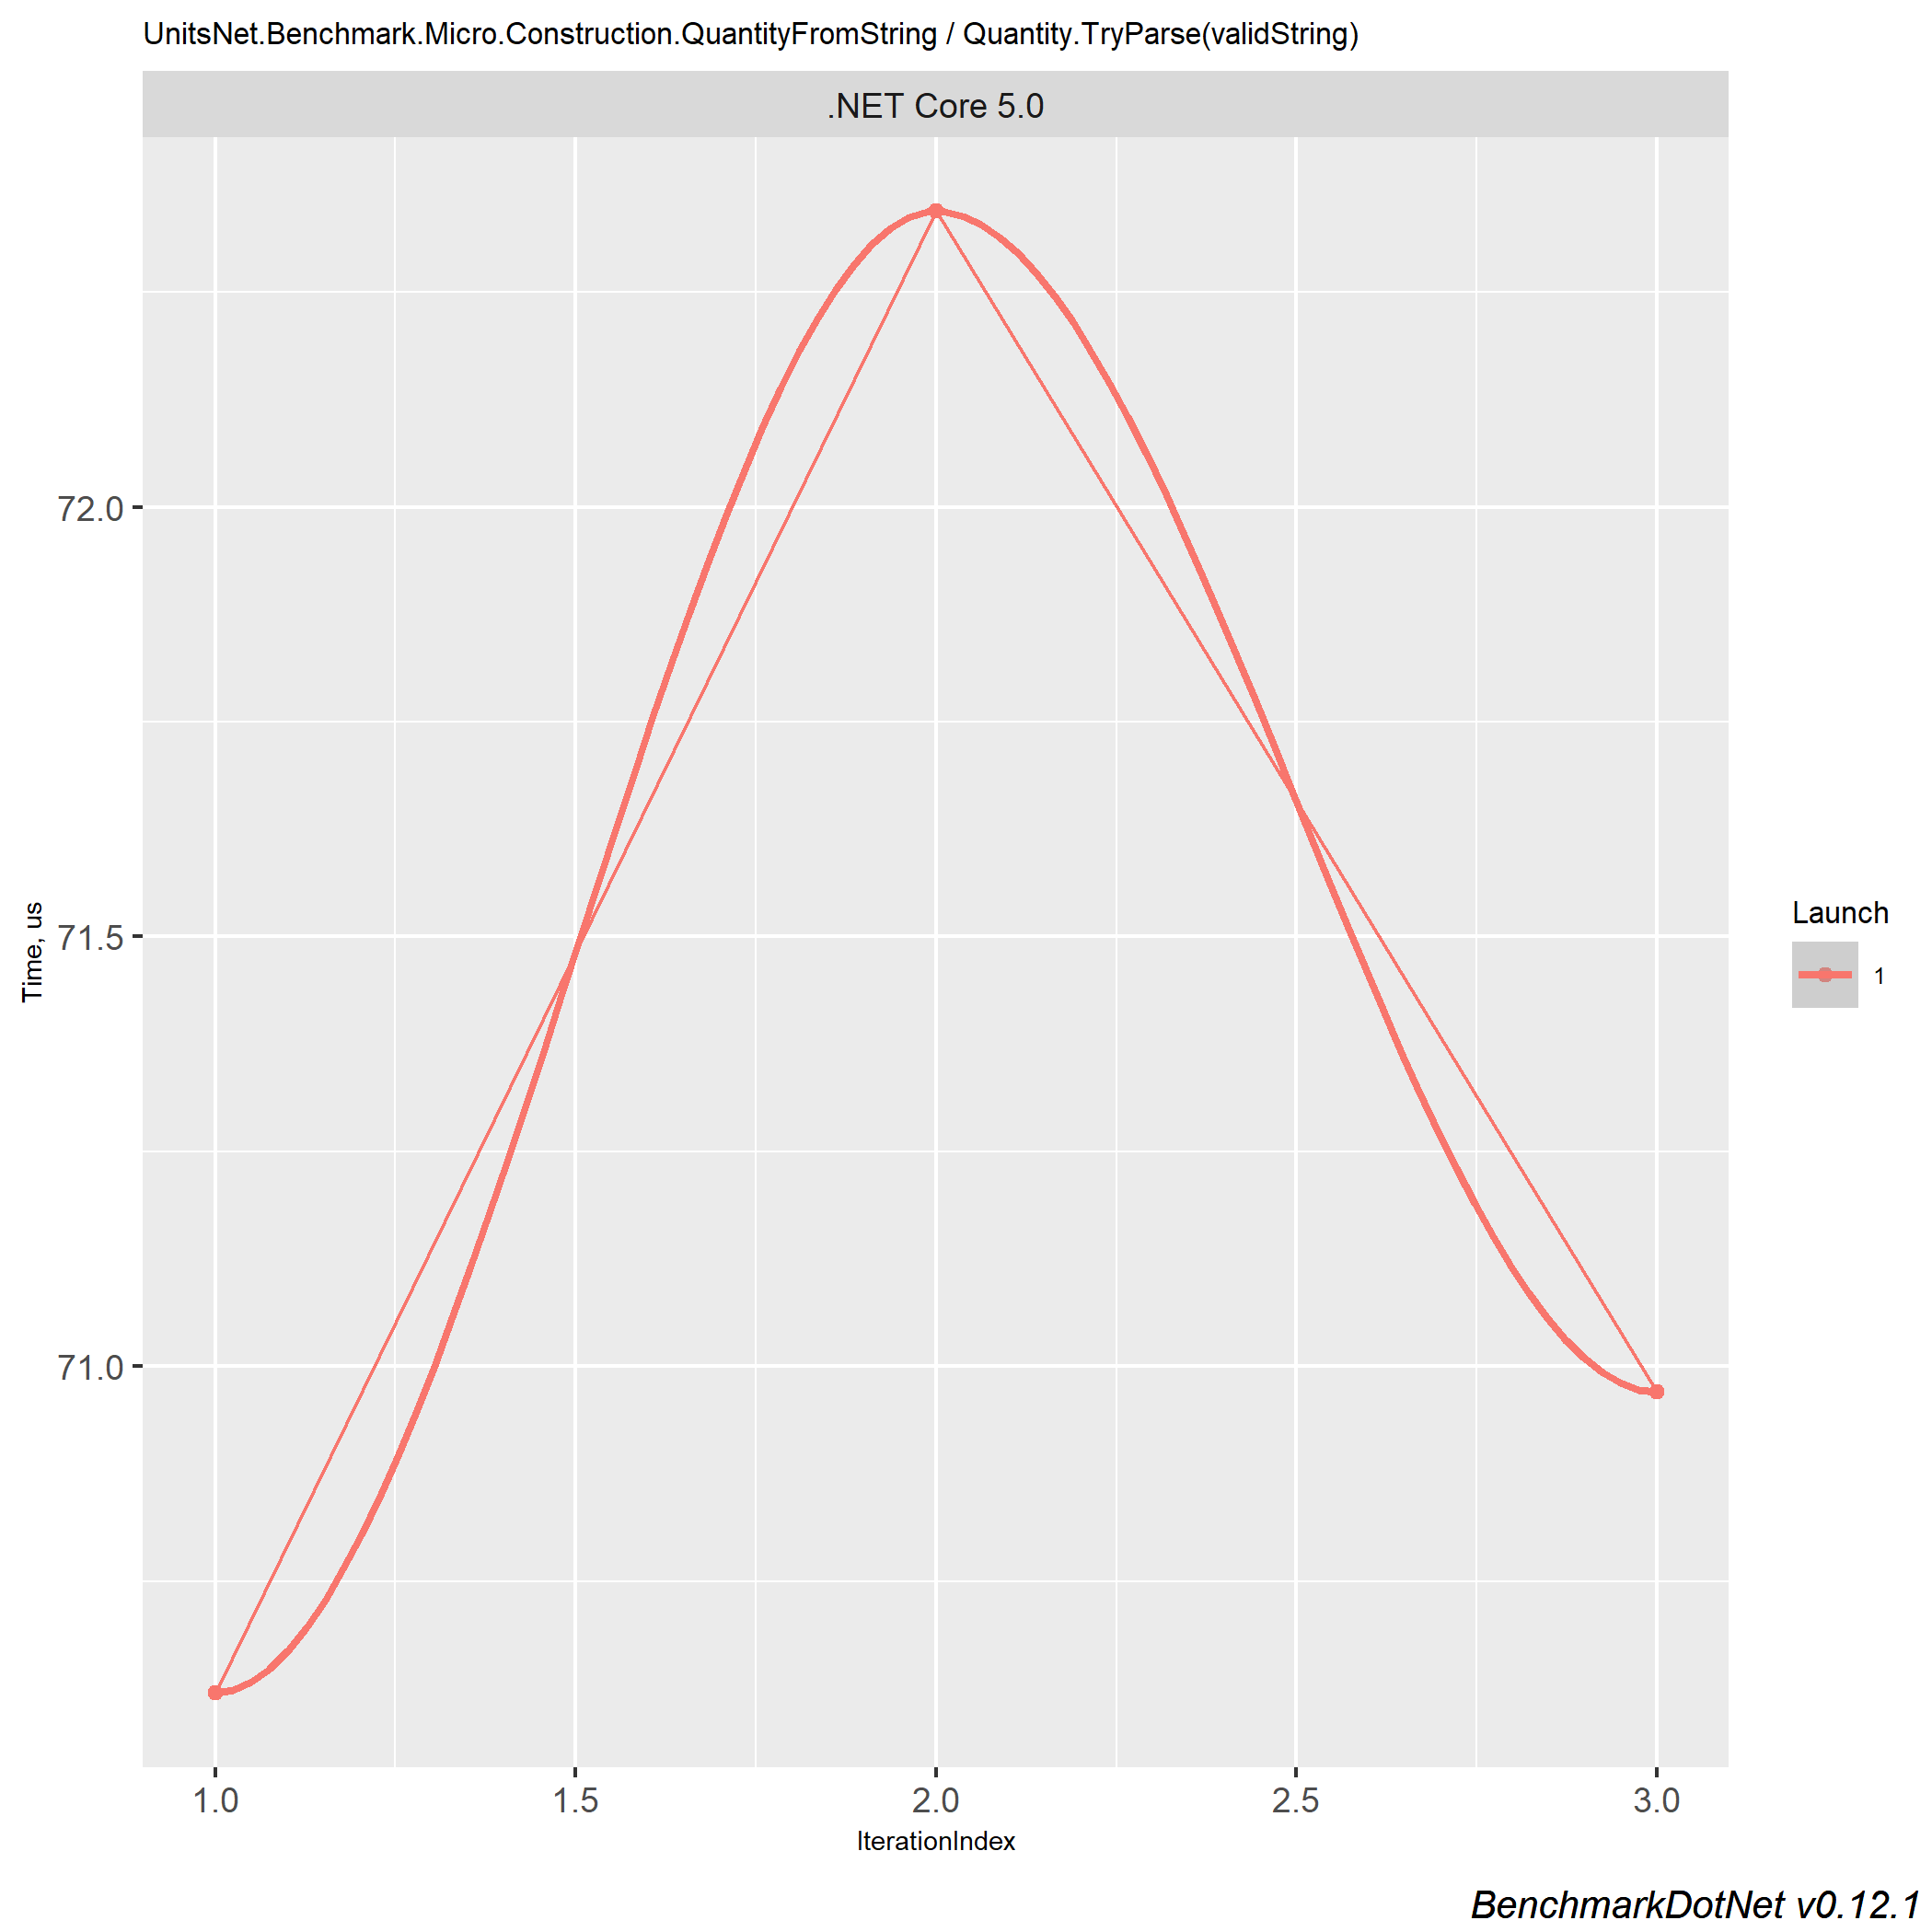 UnitsNet.Benchmark.Micro.Construction.QuantityFromString / Quantity.TryParse(validString)
.NET Core 5.0
72.0
71.5
71.0
Time, us
1.0 1.5 2.0 2.5 3.0
IterationIndex
Launch
1
BenchmarkDotNet v0.12.1